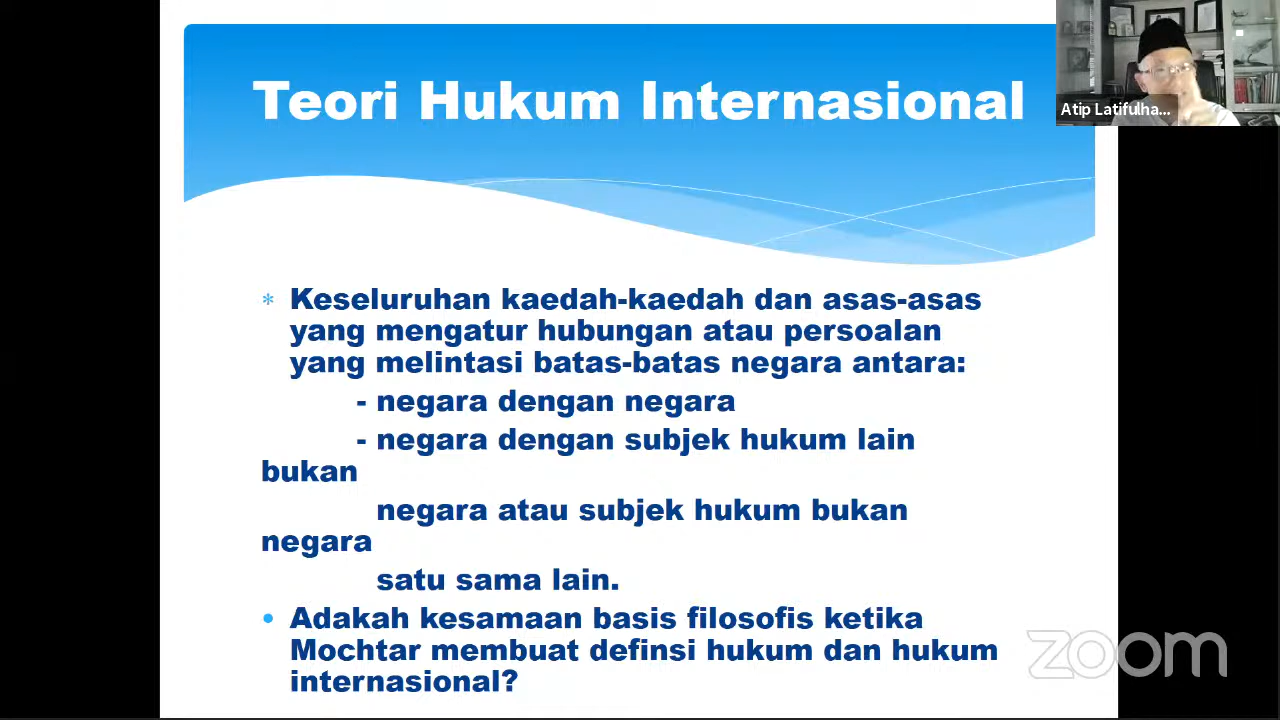 Teori Hukum Internasional
Atip Latifulha...
* Keseluruhan kaedah-kaedah dan asas-asas
yang mengatur hubungan atau persoalan
yang melintasi batas-batas negara antara:
- negara dengan negara
- negara dengan subjek hukum lain
bukan
negara atau subjek hukum bukan
negara
satu sama lain.
• Adakah kesamaan basis filosofis ketika
Mochtar membuat definsi hukum dan hukum
internasional?
zoom